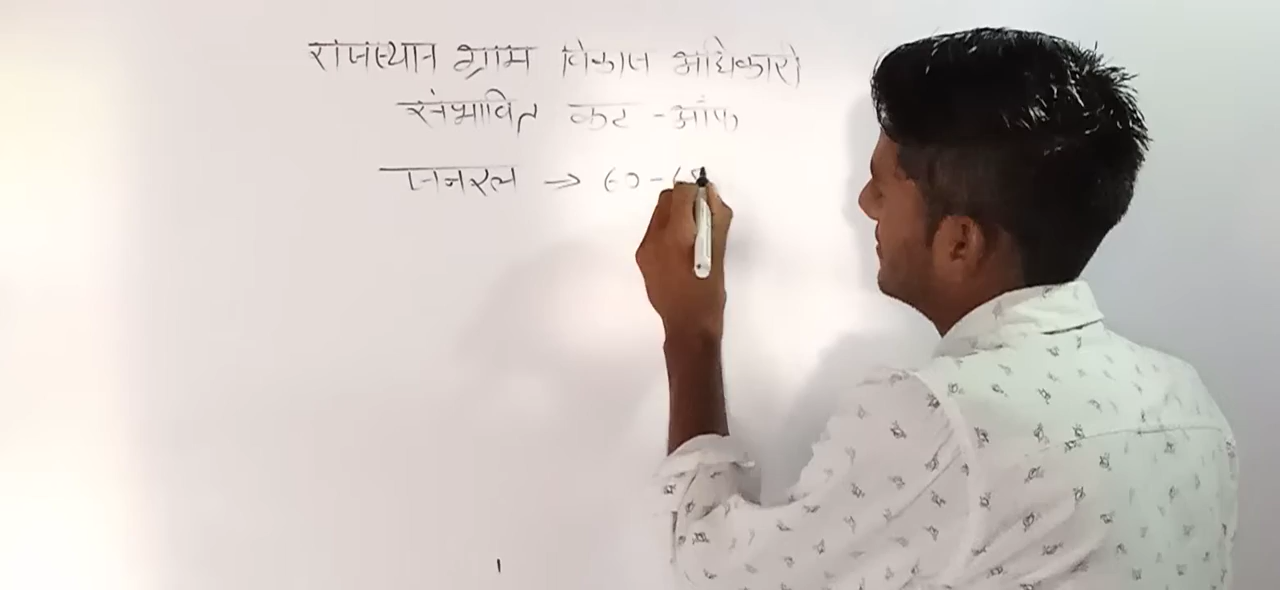 राजस्थान ग्राम विकास अधिकारी
संभावित कट - ऑफ
जनरल → 60 -